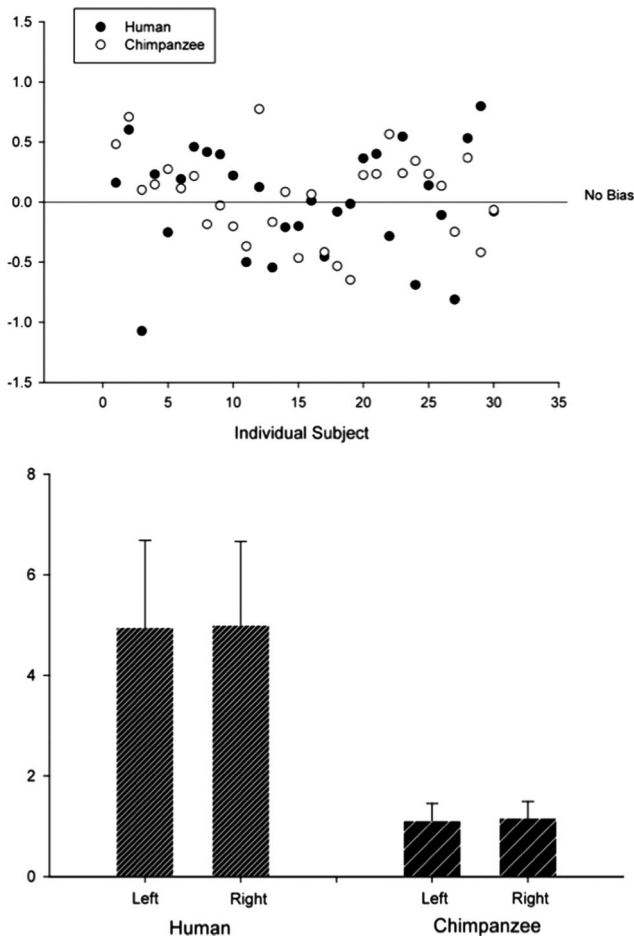 1.5
Human
Chimpanzee
1.0
0.5
0.0
No Bias
-0.5
-1.0
-1.5
0 5 10 15 20 25 30 35
Individual Subject
8
6
4
2
0
Left Right Left Right
Human Chimpanzee